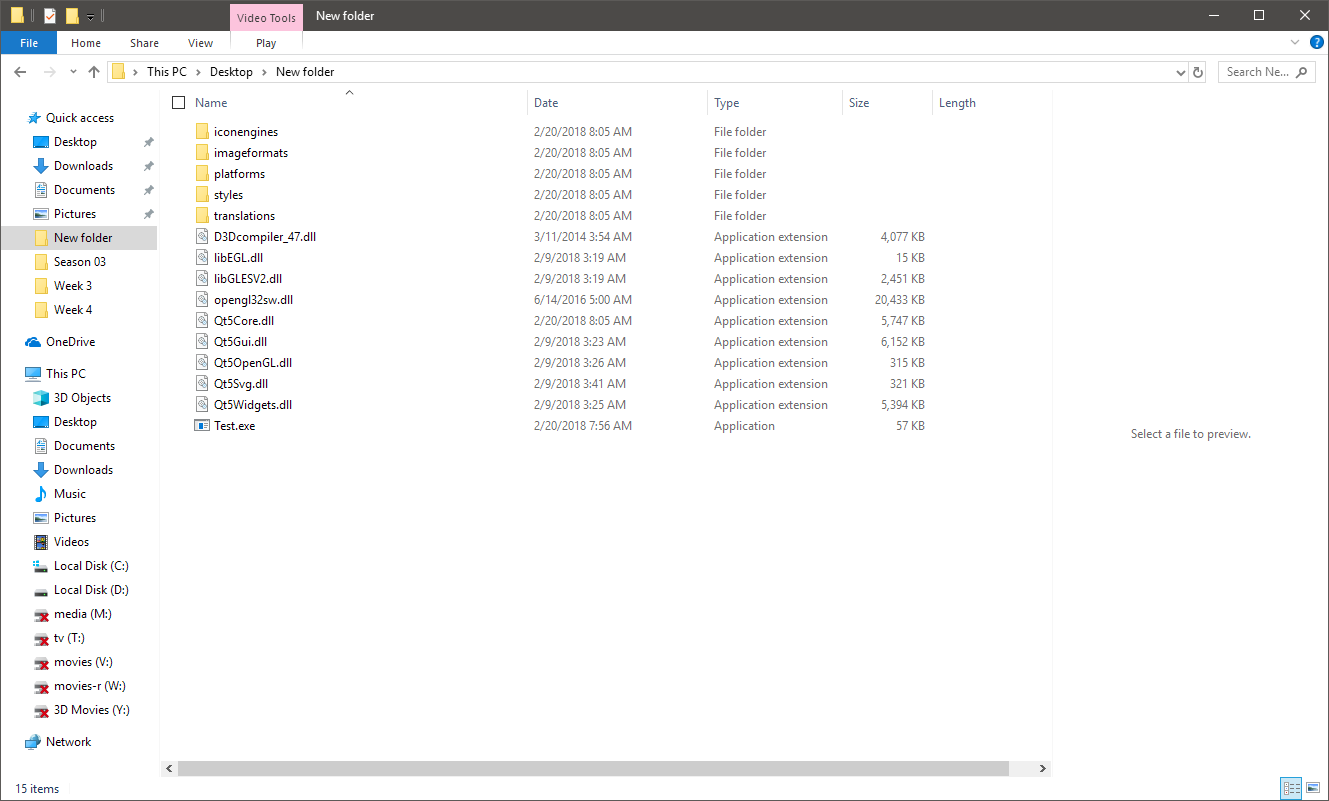 Video Tools New folder
File Home Share View Play
This PC Desktop New folder Search Ne...
Name Date Type Size Length
Quick access
Desktop
Downloads
Documents
Pictures
New folder
Season 03
Week 3
Week 4
OneDrive
This PC
3D Objects
Desktop
Documents
Downloads
Music
Pictures
Videos
Local Disk (C:)
Local Disk (D:)
media (M:)
tv (T:)
movies (V:)
movies-r (W:)
3D Movies (Y:)
Network
iconengines 2/20/2018 8:05 AM File folder
imageformats 2/20/2018 8:05 AM File folder
platforms 2/20/2018 8:05 AM File folder
styles 2/20/2018 8:05 AM File folder
translations 2/20/2018 8:05 AM File folder
D3Dcompiler_47.dll 3/11/2014 3:54 AM Application extension 4,077 KB
libEGL.dll 2/9/2018 3:19 AM Application extension 15 KB
libGLESV2.dll 2/9/2018 3:19 AM Application extension 2,451 KB
opengl32sw.dll 6/14/2016 5:00 AM Application extension 20,433 KB
Qt5Core.dll 2/20/2018 8:05 AM Application extension 5,747 KB
Qt5Gui.dll 2/9/2018 3:23 AM Application extension 6,152 KB
Qt5OpenGL.dll 2/9/2018 3:26 AM Application extension 315 KB
Qt5Svg.dll 2/9/2018 3:41 AM Application extension 321 KB
Qt5Widgets.dll 2/9/2018 3:25 AM Application extension 5,394 KB
Test.exe 2/20/2018 7:56 AM Application 57 KB
Select a file to preview.
15 items